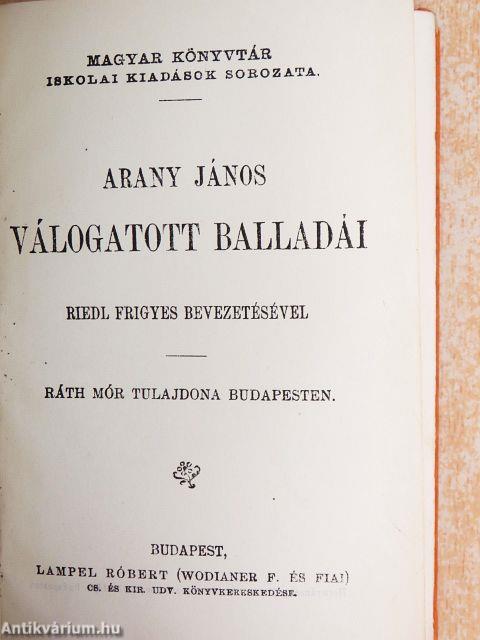 MAGYAR KÖNYVTÁR
ISKOLAI KIADÁSOK SOROZATA.
ARANY JÁNOS
VÁLOGATOTT BALLADÁI
RIEDL FRIGYES BEVEZETÉSÉVEL
RÁTH MÓR TULAJDONA BUDAPESTEN.
BUDAPEST,
LAMPEL RÓBERT (WODIANER F. ÉS FIAI)
CS. ÉS KIR. UDV. KÖNYVKERESKEDÉSE.
Antikvárium.hu